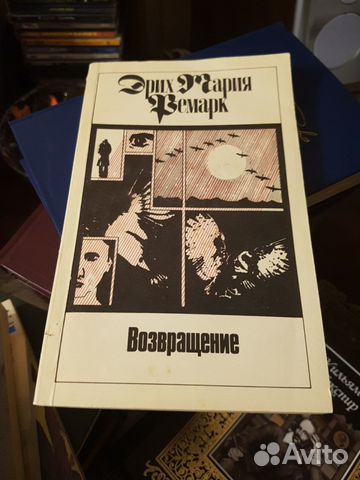 Эрих Мария
Ремарк
Возвращение
Avito